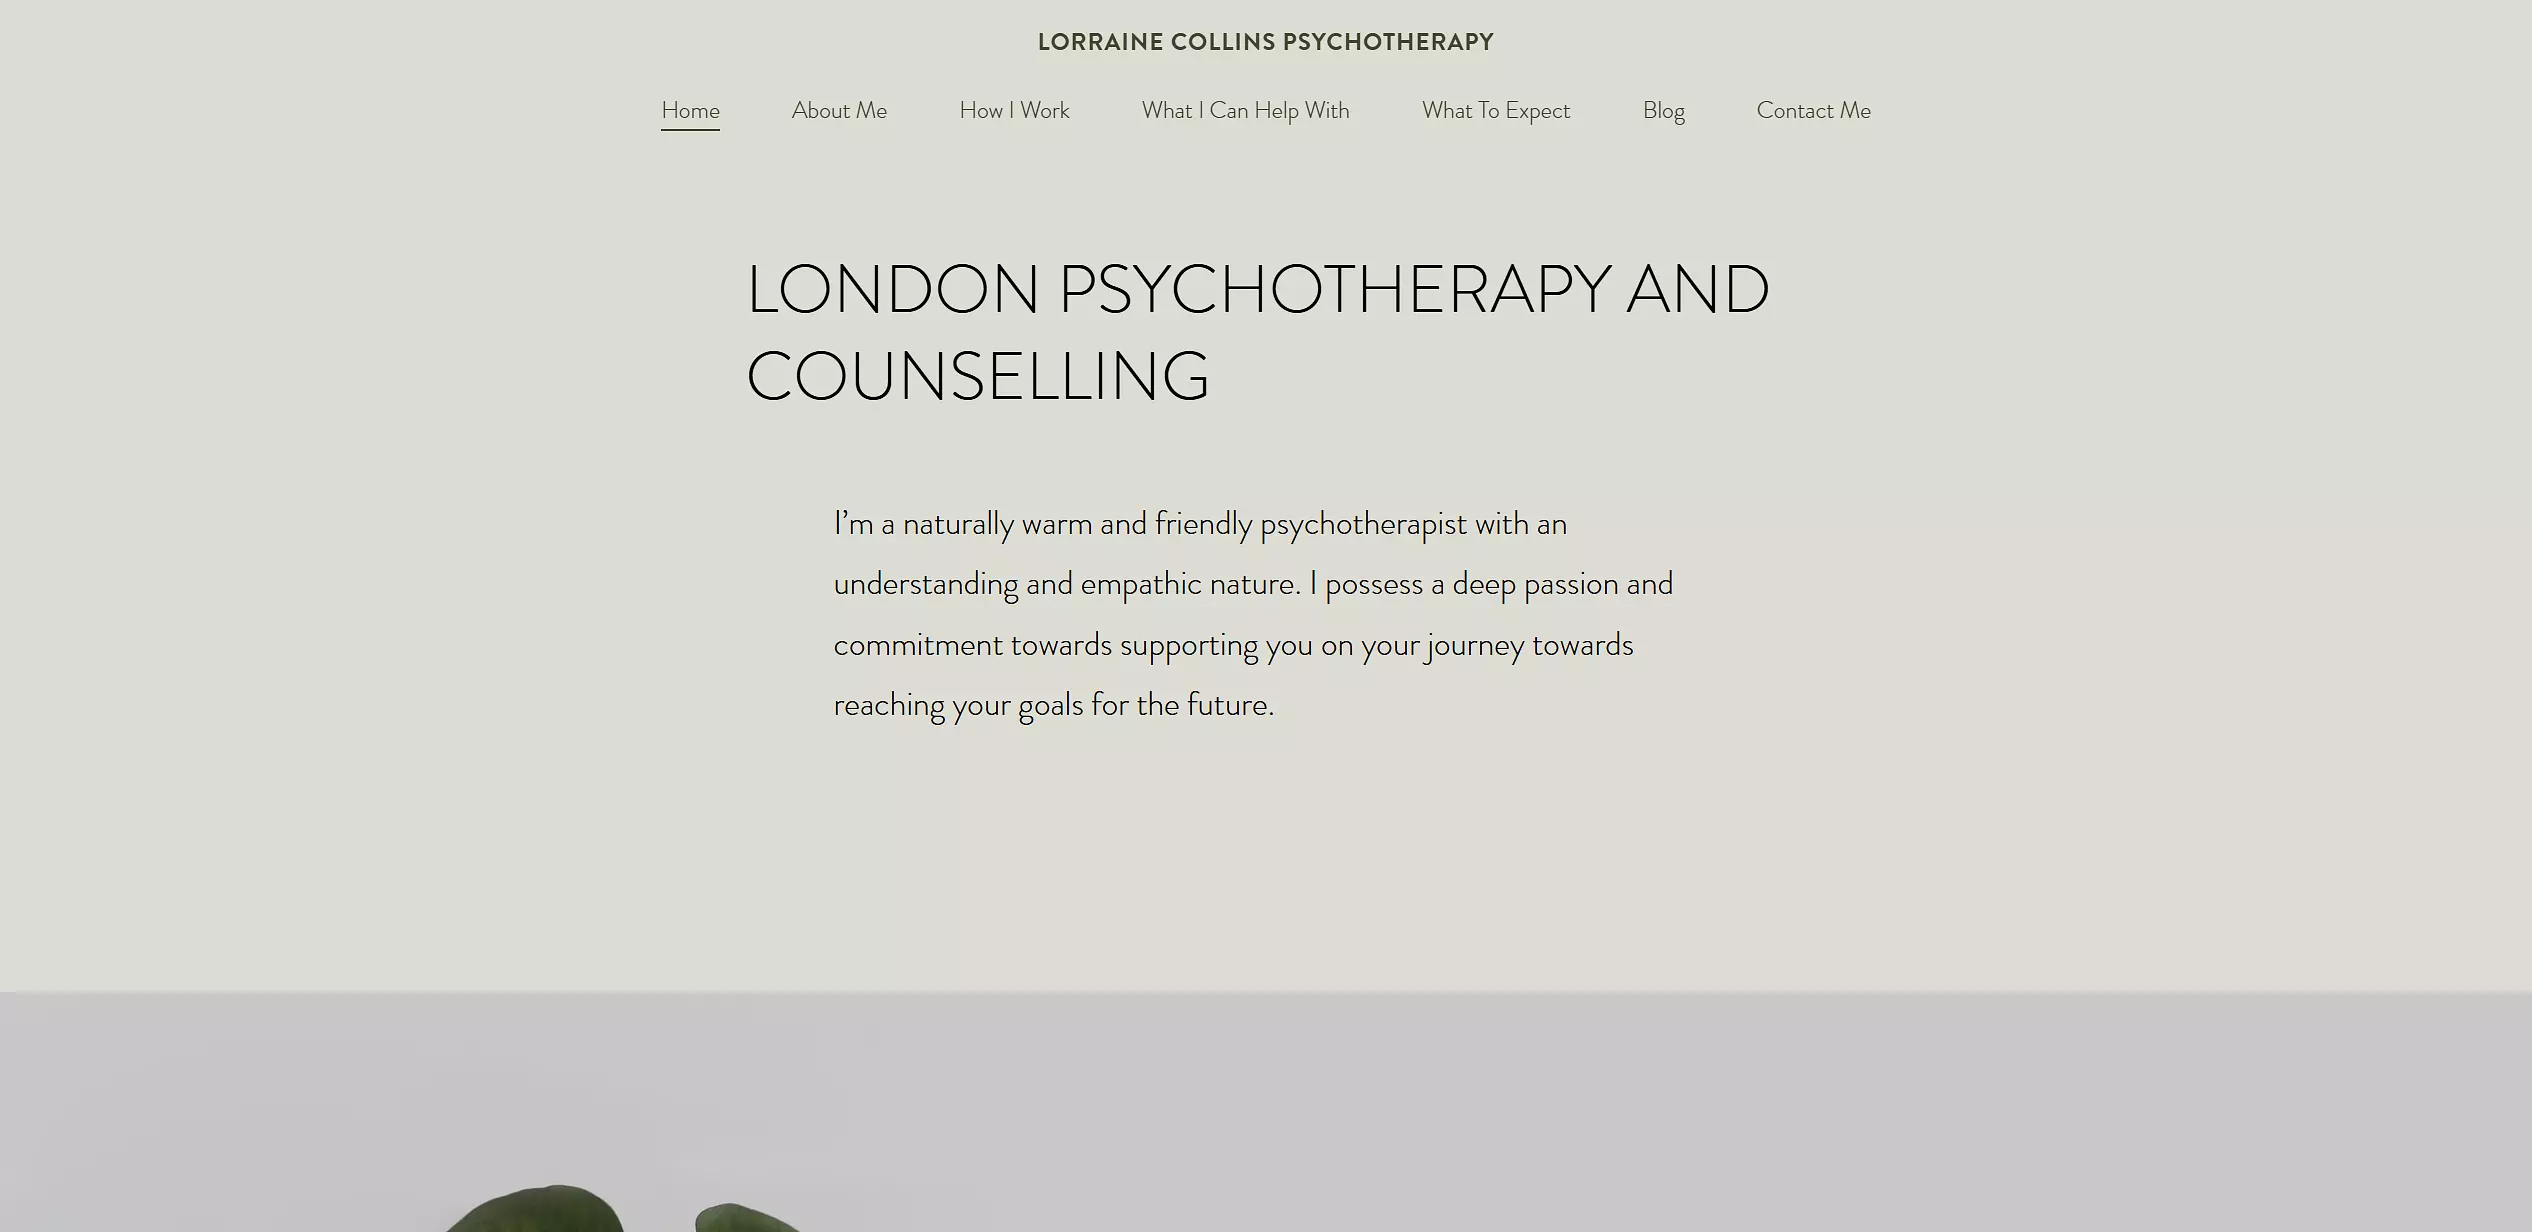 LORRAINE COLLINS PSYCHOTHERAPY
Home About Me How I Work What I Can Help With What To Expect Blog Contact Me
LONDON PSYCHOTHERAPY AND
COUNSELLING
I’m a naturally warm and friendly psychotherapist with an
understanding and empathic nature. I possess a deep passion and
commitment towards supporting you on your journey towards
reaching your goals for the future.